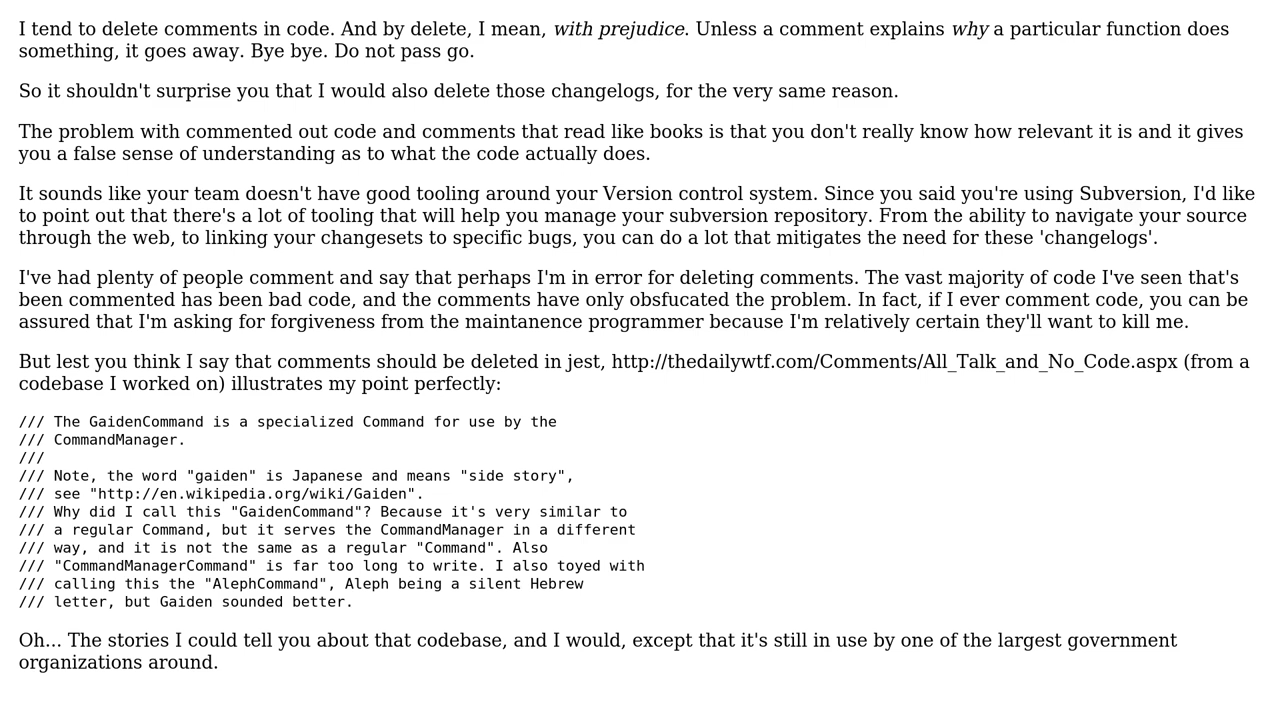 I tend to delete comments in code. And by delete, I mean, with prejudice. Unless a comment explains why a particular function does
something, it goes away. Bye bye. Do not pass go.
So it shouldn't surprise you that I would also delete those changelogs, for the very same reason.
The problem with commented out code and comments that read like books is that you don't really know how relevant it is and it gives
you a false sense of understanding as to what the code actually does.
It sounds like your team doesn't have good tooling around your Version control system. Since you said you're using Subversion, I'd like
to point out that there's a lot of tooling that will help you manage your subversion repository. From the ability to navigate your source
through the web, to linking your changesets to specific bugs, you can do a lot that mitigates the need for these 'changelogs'.
I've had plenty of people comment and say that perhaps I'm in error for deleting comments. The vast majority of code I've seen that's
been commented has been bad code, and the comments have only obsfucated the problem. In fact, if I ever comment code, you can be
assured that I'm asking for forgiveness from the maintanence programmer because I'm relatively certain they'll want to kill me.
But lest you think I say that comments should be deleted in jest, http://thedailywtf.com/Comments/All_Talk_and_No_Code.aspx (from a
codebase I worked on) illustrates my point perfectly:
/// The GaidenCommand is a specialized Command for use by the
/// CommandManager.
///
/// Note, the word "gaiden" is Japanese and means "side story",
/// see "http://en.wikipedia.org/wiki/Gaiden".
/// Why did I call this "GaidenCommand"? Because it's very similar to
/// a regular Command, but it serves the CommandManager in a different
/// way, and it is not the same as a regular "Command". Also
/// "CommandManagerCommand" is far too long to write. I also toyed with
/// calling this the "AlephCommand", Aleph being a silent Hebrew
/// letter, but Gaiden sounded better.
Oh... The stories I could tell you about that codebase, and I would, except that it's still in use by one of the largest government
organizations around.